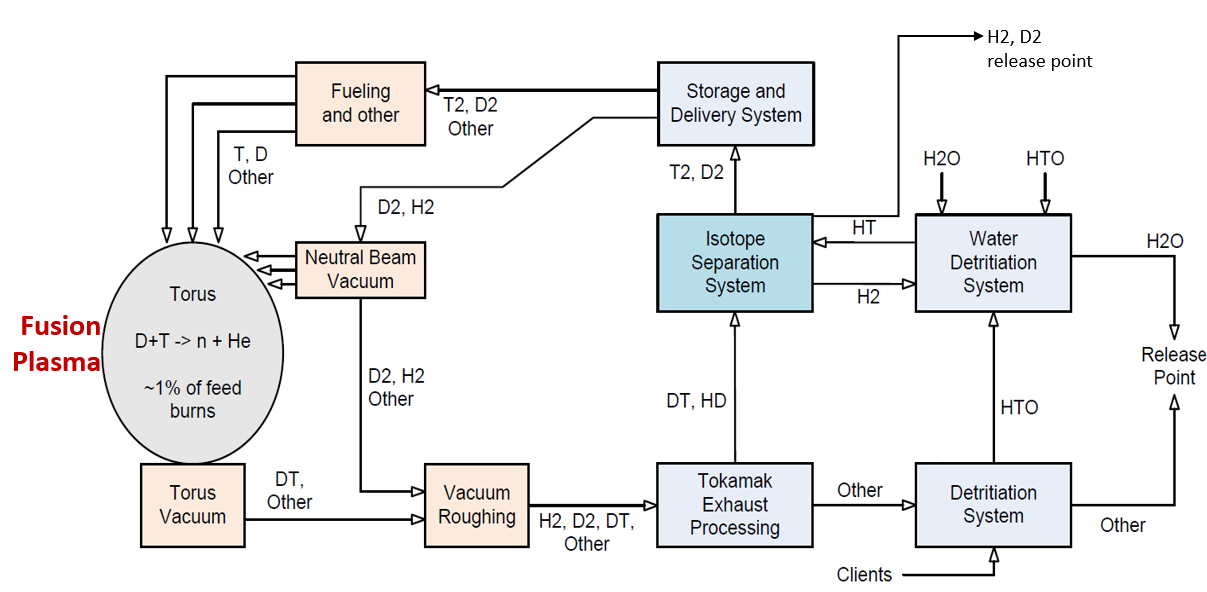 H2, D2
release point
Fueling
and other
T2, D2
Other
Storage and
Delivery System
T, D
Other
D2, H2
T2, D2
H2O
HTO
Neutral Beam
Vacuum
Isotope
Separation
System
HT
H2
Water
Detritiation
System
H2O
Fusion
Plasma
Torus
D+T -> n + He
~1% of feed
burns
D2, H2
Other
DT, HD
HTO
Release
Point
Torus
Vacuum
DT,
Other
Vacuum
Roughing
H2, D2, DT,
Other
Tokamak
Exhaust
Processing
Other
Detritiation
System
Other
Clients